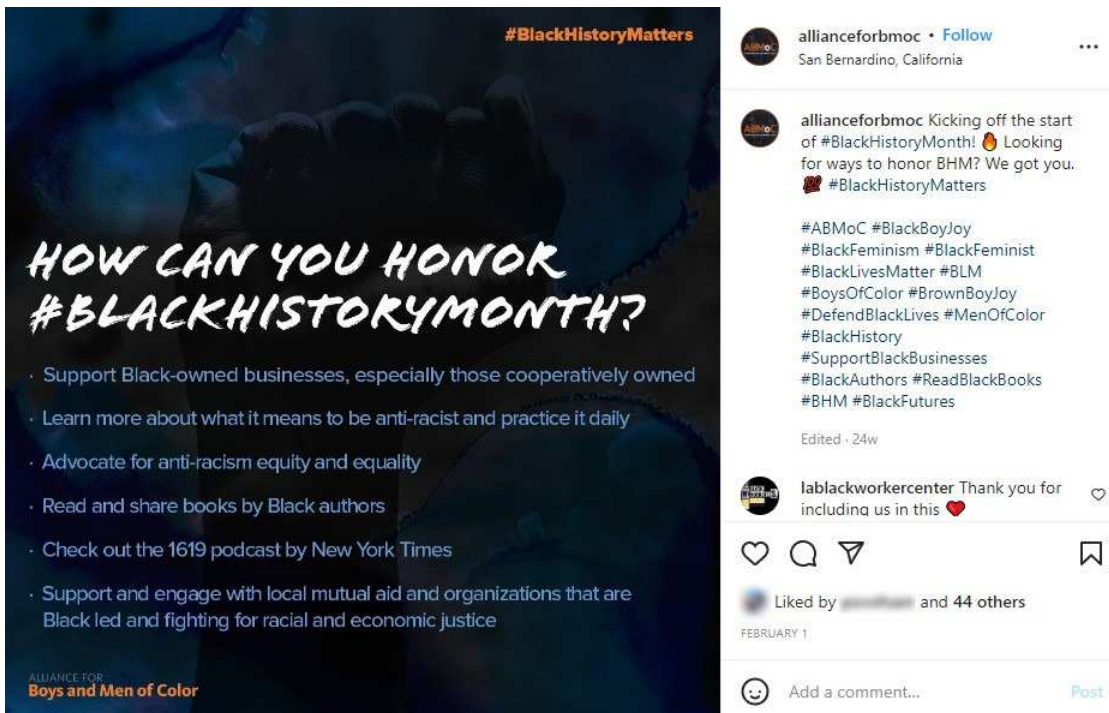 #BlackHistoryMatters
HOW CAN YOU HONOR
#BLACKHISTORYMONTH?
· Support Black-owned businesses, especially those cooperatively owned
· Learn more about what it means to be anti-racist and practice it daily
· Advocate for anti-racism equity and equality
· Read and share books by Black authors
· Check out the 1619 podcast by New York Times
· Support and engage with local mutual aid and organizations that are
Black led and fighting for racial and economic justice
ALLIANCE FOR
Boys and Men of Color
ABMoC
allianceforbmoc • Follow
San Bernardino, California
ABMoC
allianceforbmoc Kicking off the start
of #BlackHistoryMonth! 🔥 Looking
for ways to honor BHM? We got you.
💯 #BlackHistoryMatters
#ABMoC #BlackBoyJoy
#BlackFeminism #BlackFeminist
#BlackLivesMatter #BLM
#BoysOfColor #BrownBoyJoy
#DefendBlackLives #MenOfColor
#BlackHistory
#SupportBlackBusinesses
#BlackAuthors #ReadBlackBooks
#BHM #BlackFutures
Edited · 24w
lablackworkercenter Thank you for
including us in this ❤️
Liked by and 44 others
FEBRUARY 1
Add a comment...
Post